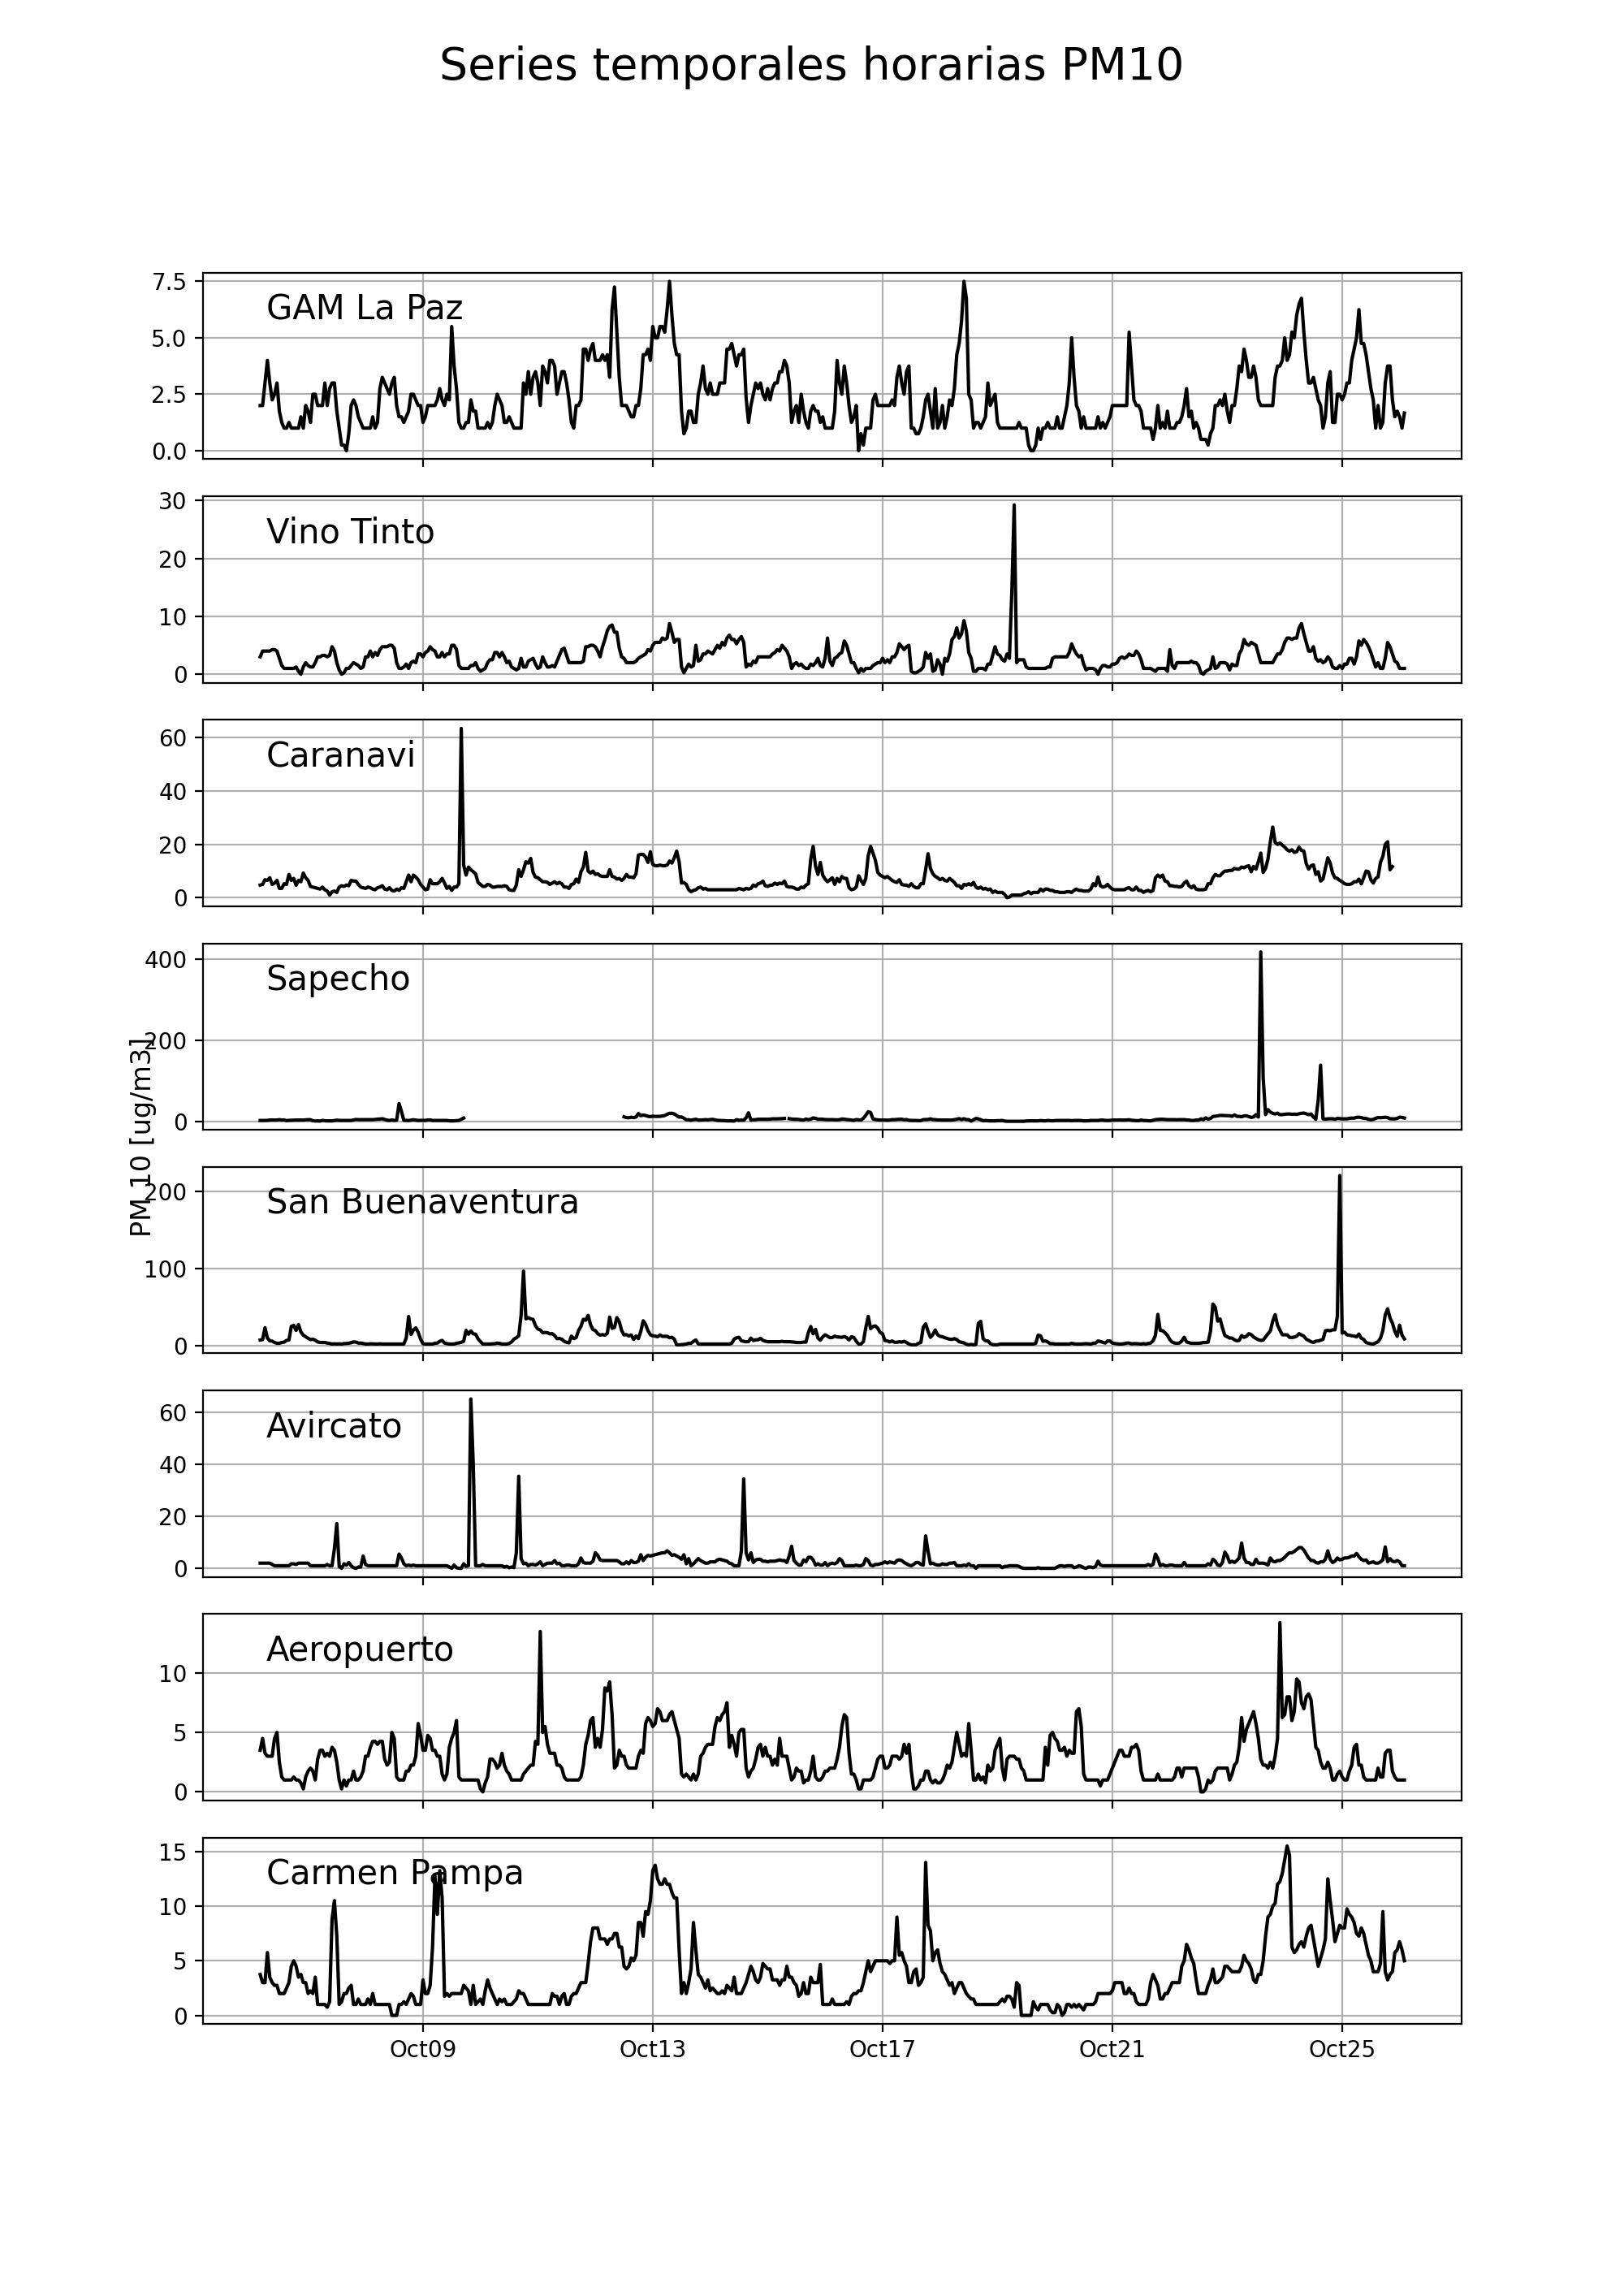 Series temporales horarias PM10
7.5
5.0
2.5
0.0
GAM La Paz
30
20
10
0
Vino Tinto
60
40
20
0
Caranavi
400
200
0
Sapecho
PM 10 [ug/m3]
200
100
0
San Buenaventura
60
40
20
0
Avircato
10
5
0
Aeropuerto
15
10
5
0
Carmen Pampa
Oct09 Oct13 Oct17 Oct21 Oct25